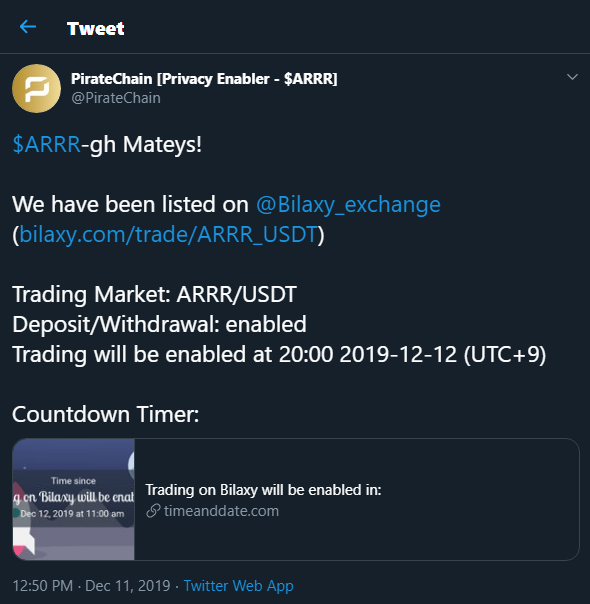 Tweet
PirateChain [Privacy Enabler - $ARRR]
@PirateChain
$ARRR-gh Mateys!
We have been listed on @Bilaxy_exchange
(bilaxy.com/trade/ARRR_USDT)
Trading Market: ARRR/USDT
Deposit/Withdrawal: enabled
Trading will be enabled at 20:00 2019-12-12 (UTC+9)
Countdown Timer:
Time since
g on Bilaxy will be enat
Dec 12, 2019 at 11:00 am
Trading on Bilaxy will be enabled in:
timeanddate.com
12:50 PM · Dec 11, 2019 · Twitter Web App